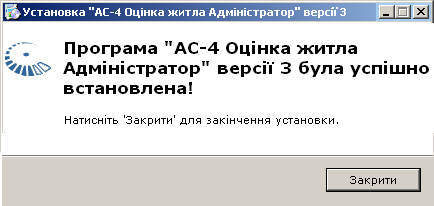 Установка "АС-4 Оцінка житла Адміністратор" версії 3
Програма "АС-4 Оцінка житла
Адміністратор" версії 3 була успішно
встановлена!
Натисніть 'Закрити' для закінчення установки.
Закрити